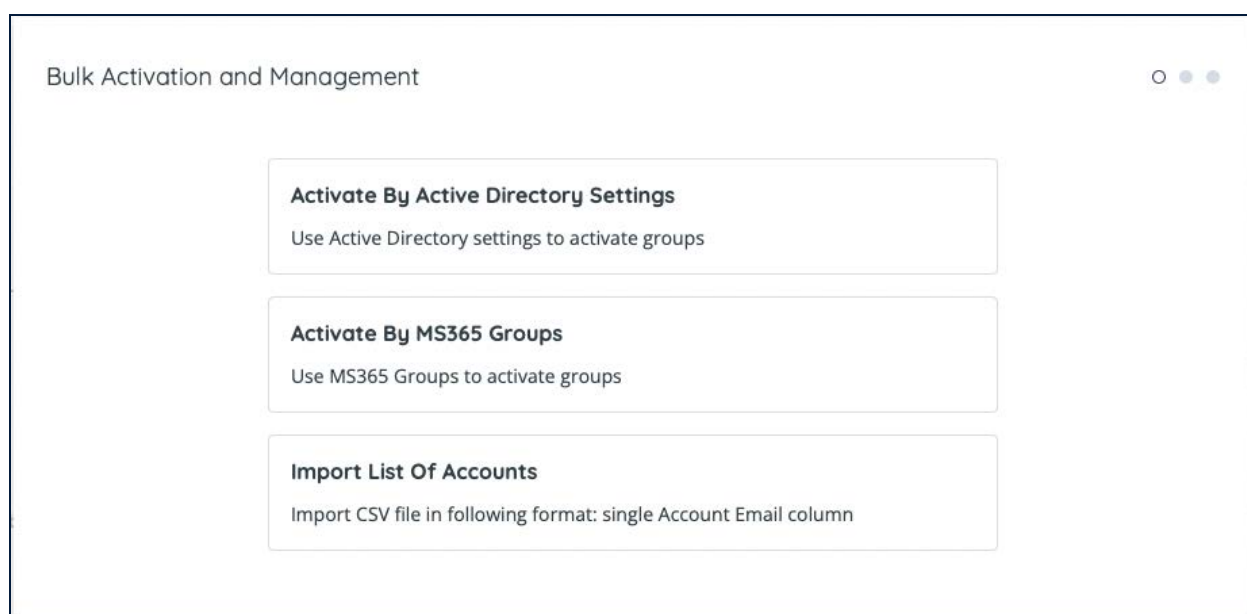 Bulk Activation and Management
Activate By Active Directory Settings
Use Active Directory settings to activate groups
Activate By MS365 Groups
Use MS365 Groups to activate groups
Import List Of Accounts
Import CSV file in following format: single Account Email column